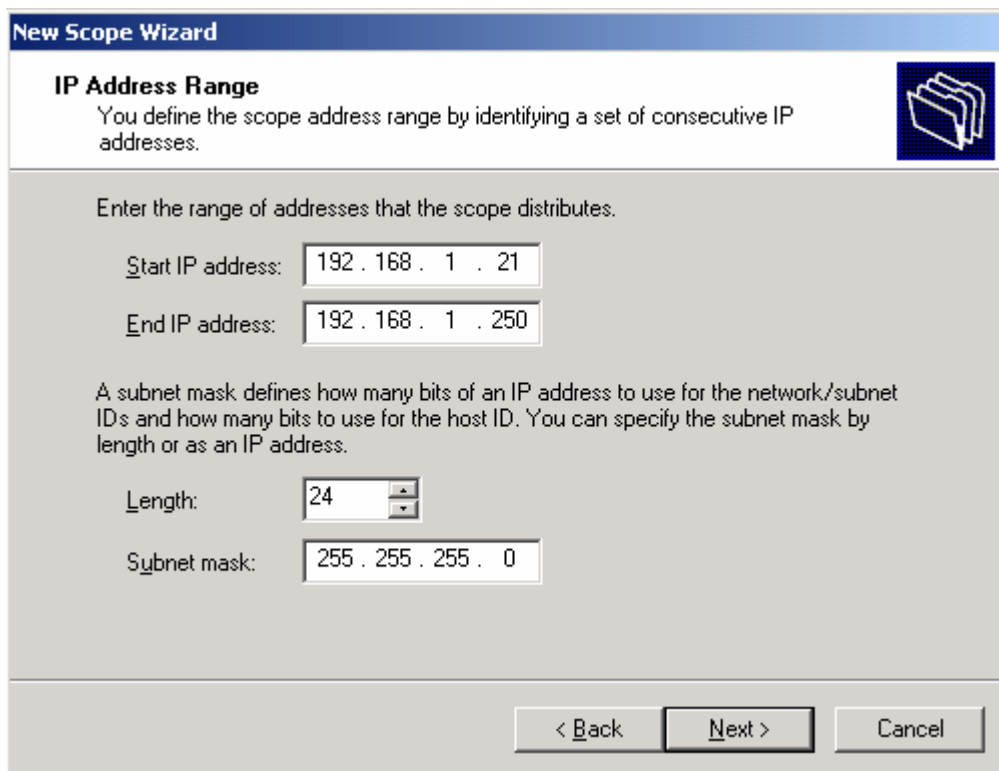 New Scope Wizard
IP Address Range
You define the scope address range by identifying a set of consecutive IP
addresses.
Enter the range of addresses that the scope distributes.
Start IP address: 192 . 168 . 1 . 21
End IP address: 192 . 168 . 1 . 250
A subnet mask defines how many bits of an IP address to use for the network/subnet
IDs and how many bits to use for the host ID. You can specify the subnet mask by
length or as an IP address.
Length: 24
Subnet mask: 255 . 255 . 255 . 0
< Back Next > Cancel